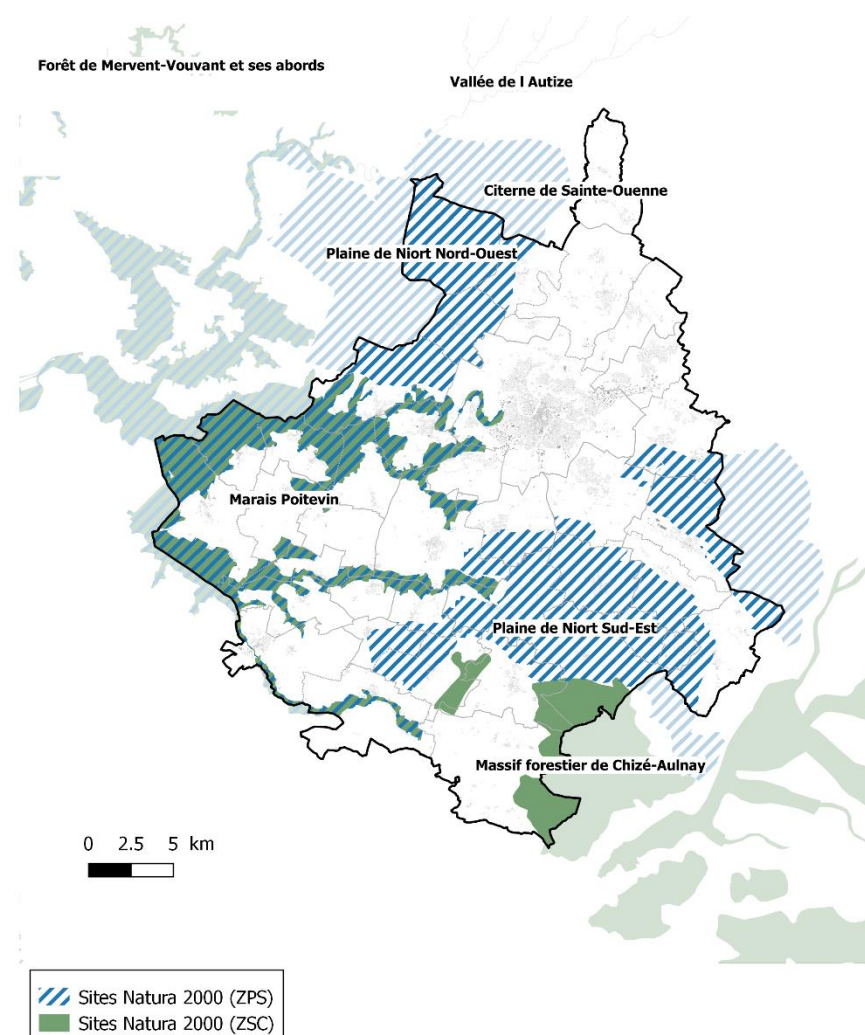 Forêt de Mervent-Vouvant et ses abords
Vallée de l Autize
Citerne de Sainte-Ouenne
Plaine de Niort Nord-Ouest
Marais Poitevin
Plaine de Niort Sud-Est
Massif forestier de Chizé-Aulnay
0 2.5 5 km
Sites Natura 2000 (ZPS)
Sites Natura 2000 (ZSC)